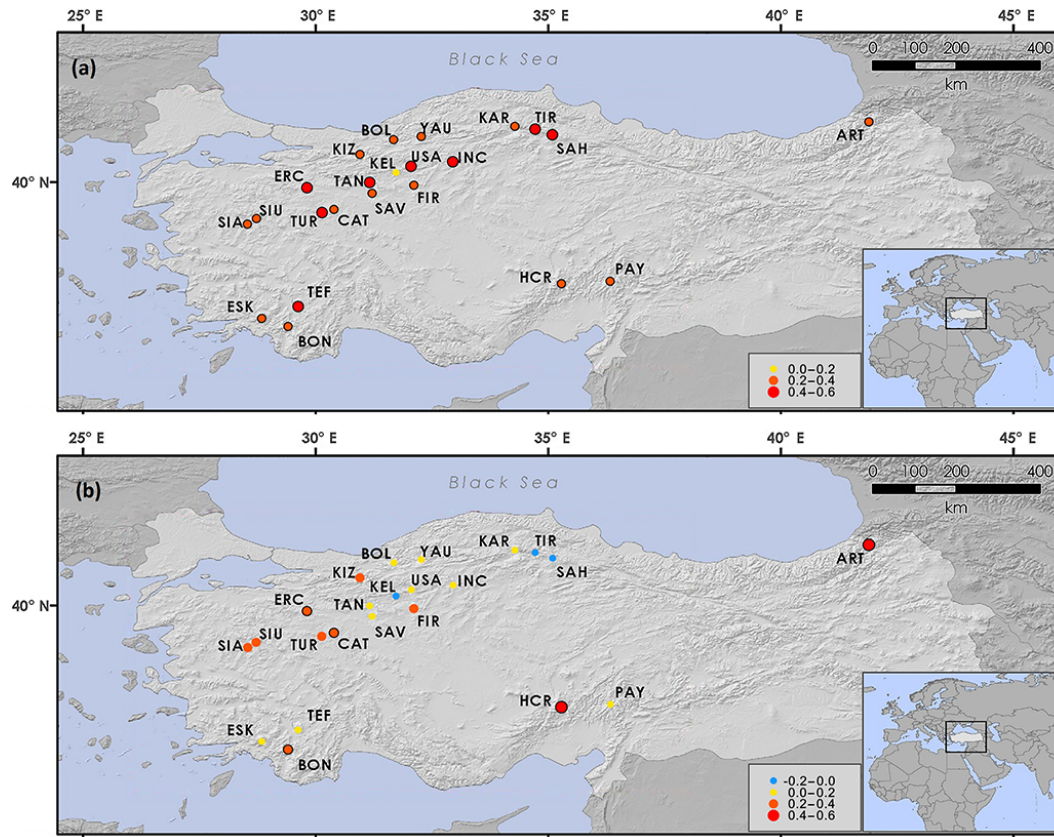 25° E 30° E 35° E 40° E 45° E
(a)
Black Sea
0 100 200 400
km
BOL YAU KAR TIR ART
KIZ SAH
KEL USA INC
40° N
ERC TAN
FIR
SIA SIU TUR CAT SAV
HCR PAY
ESK TEF
BON
0.0–0.2
0.2–0.4
0.4–0.6
25° E 30° E 35° E 40° E 45° E
(b)
Black Sea
0 100 200 400
km
BOL YAU KAR TIR ART
KIZ SAH
KEL USA INC
40° N
ERC TAN
FIR
SIA SIU TUR CAT SAV
HCR PAY
ESK TEF
BON
-0.2–0.0
0.0–0.2
0.2–0.4
0.4–0.6